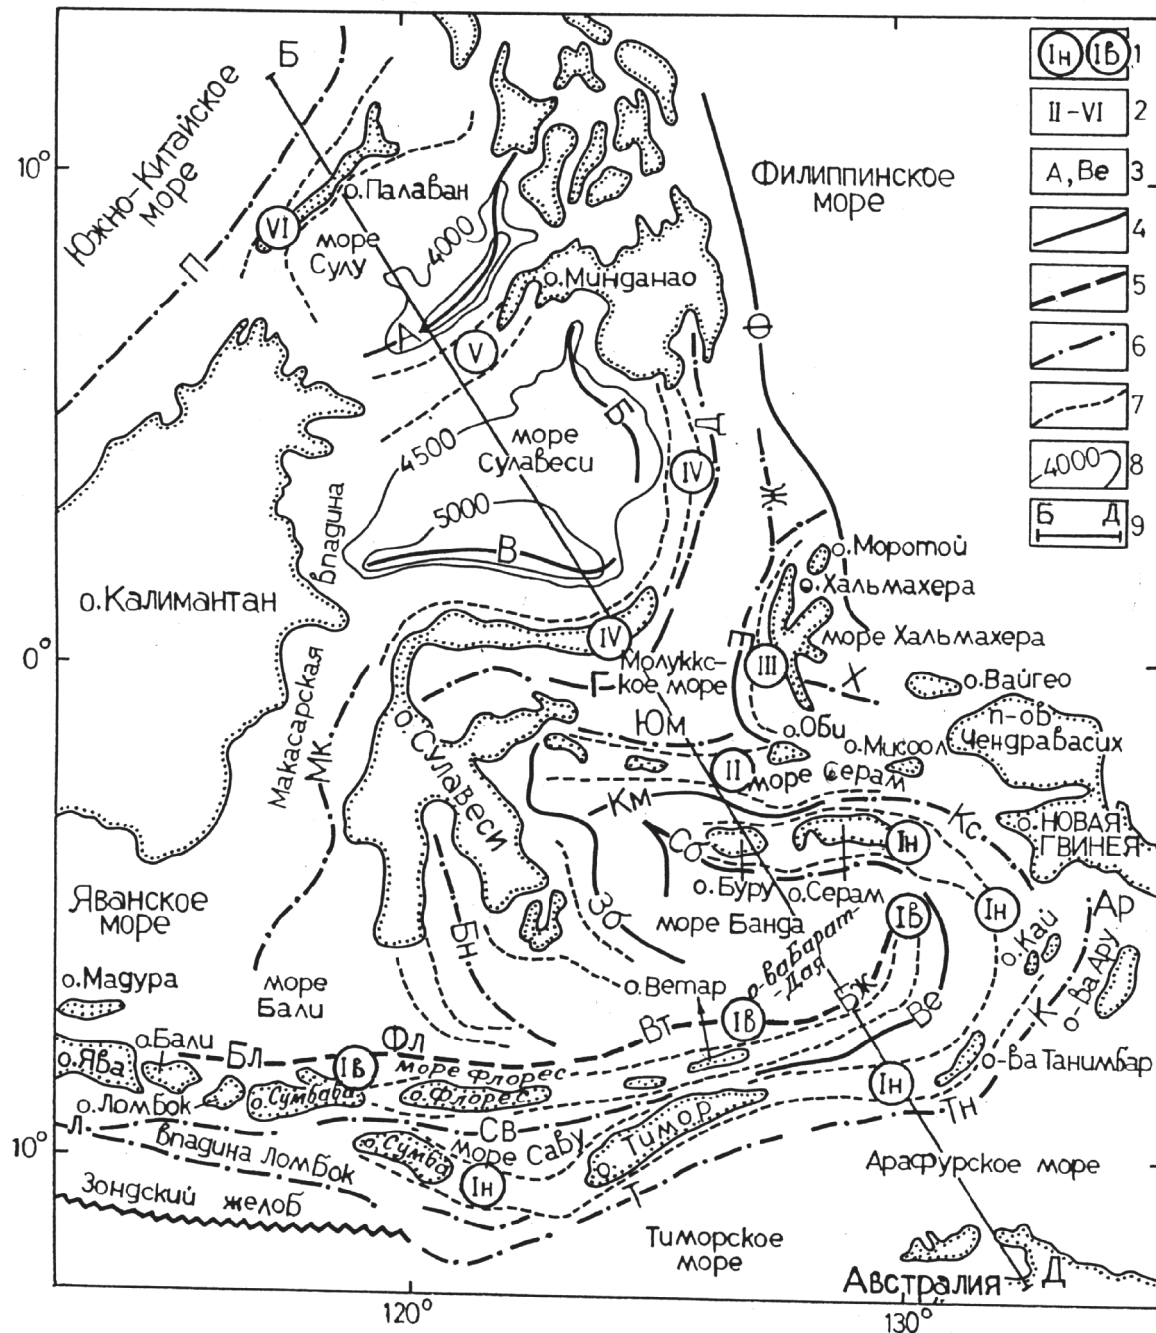 Б
Южно-Китайское
море
10°
VI
П
о.Палаван
море
Сулу
4000
А
V
о.Минданао
Филиппинское
море
Ф
Iн Iв 1
II-VI 2
А, Ве 3
4
5
6
7
4000 8
Б Д 9
4500
море
Сулавеси
Б
5000
В
Д
IV
Ж
о.Моротой
о.Хальмахера
море Хальмахера
о.Калимантан
Макасарская впадина
0°
IV
Молуккс-
кое море
Г
Е
III
Х
о.Вайгео
п-ов
Чендравасих
Юм
о.Оби
о.Мисоол
II
море Серам
МК
о.Сулавеси
Км
Кс
о.НОВАЯ
ГВИНЕЯ
Сб
Iн
о.Буру
о.Серам
Яванское
море
Зб
море Банда
Iв
Iн
Ар
Бн
о.Кай
о-ва Ару
о-ва Барат-
-Дая
о.Мадура
море
Бали
о.Ветар
Бж
К
о.Бали
Бл
Фл
Вт
Iв
Ве
о.Ява
Iв
море Флорес
о-ва Танимбар
о.Ломбок
о.Сумбава
о.Флорес
Iн
Тн
Л
СВ
о.Тимор
10°
впадина Ломбок
о.Сумба
море Саву
Арафурское море
Зондский желоб
Iн
Т
Тиморское
море
Австралия
Д
120°
130°